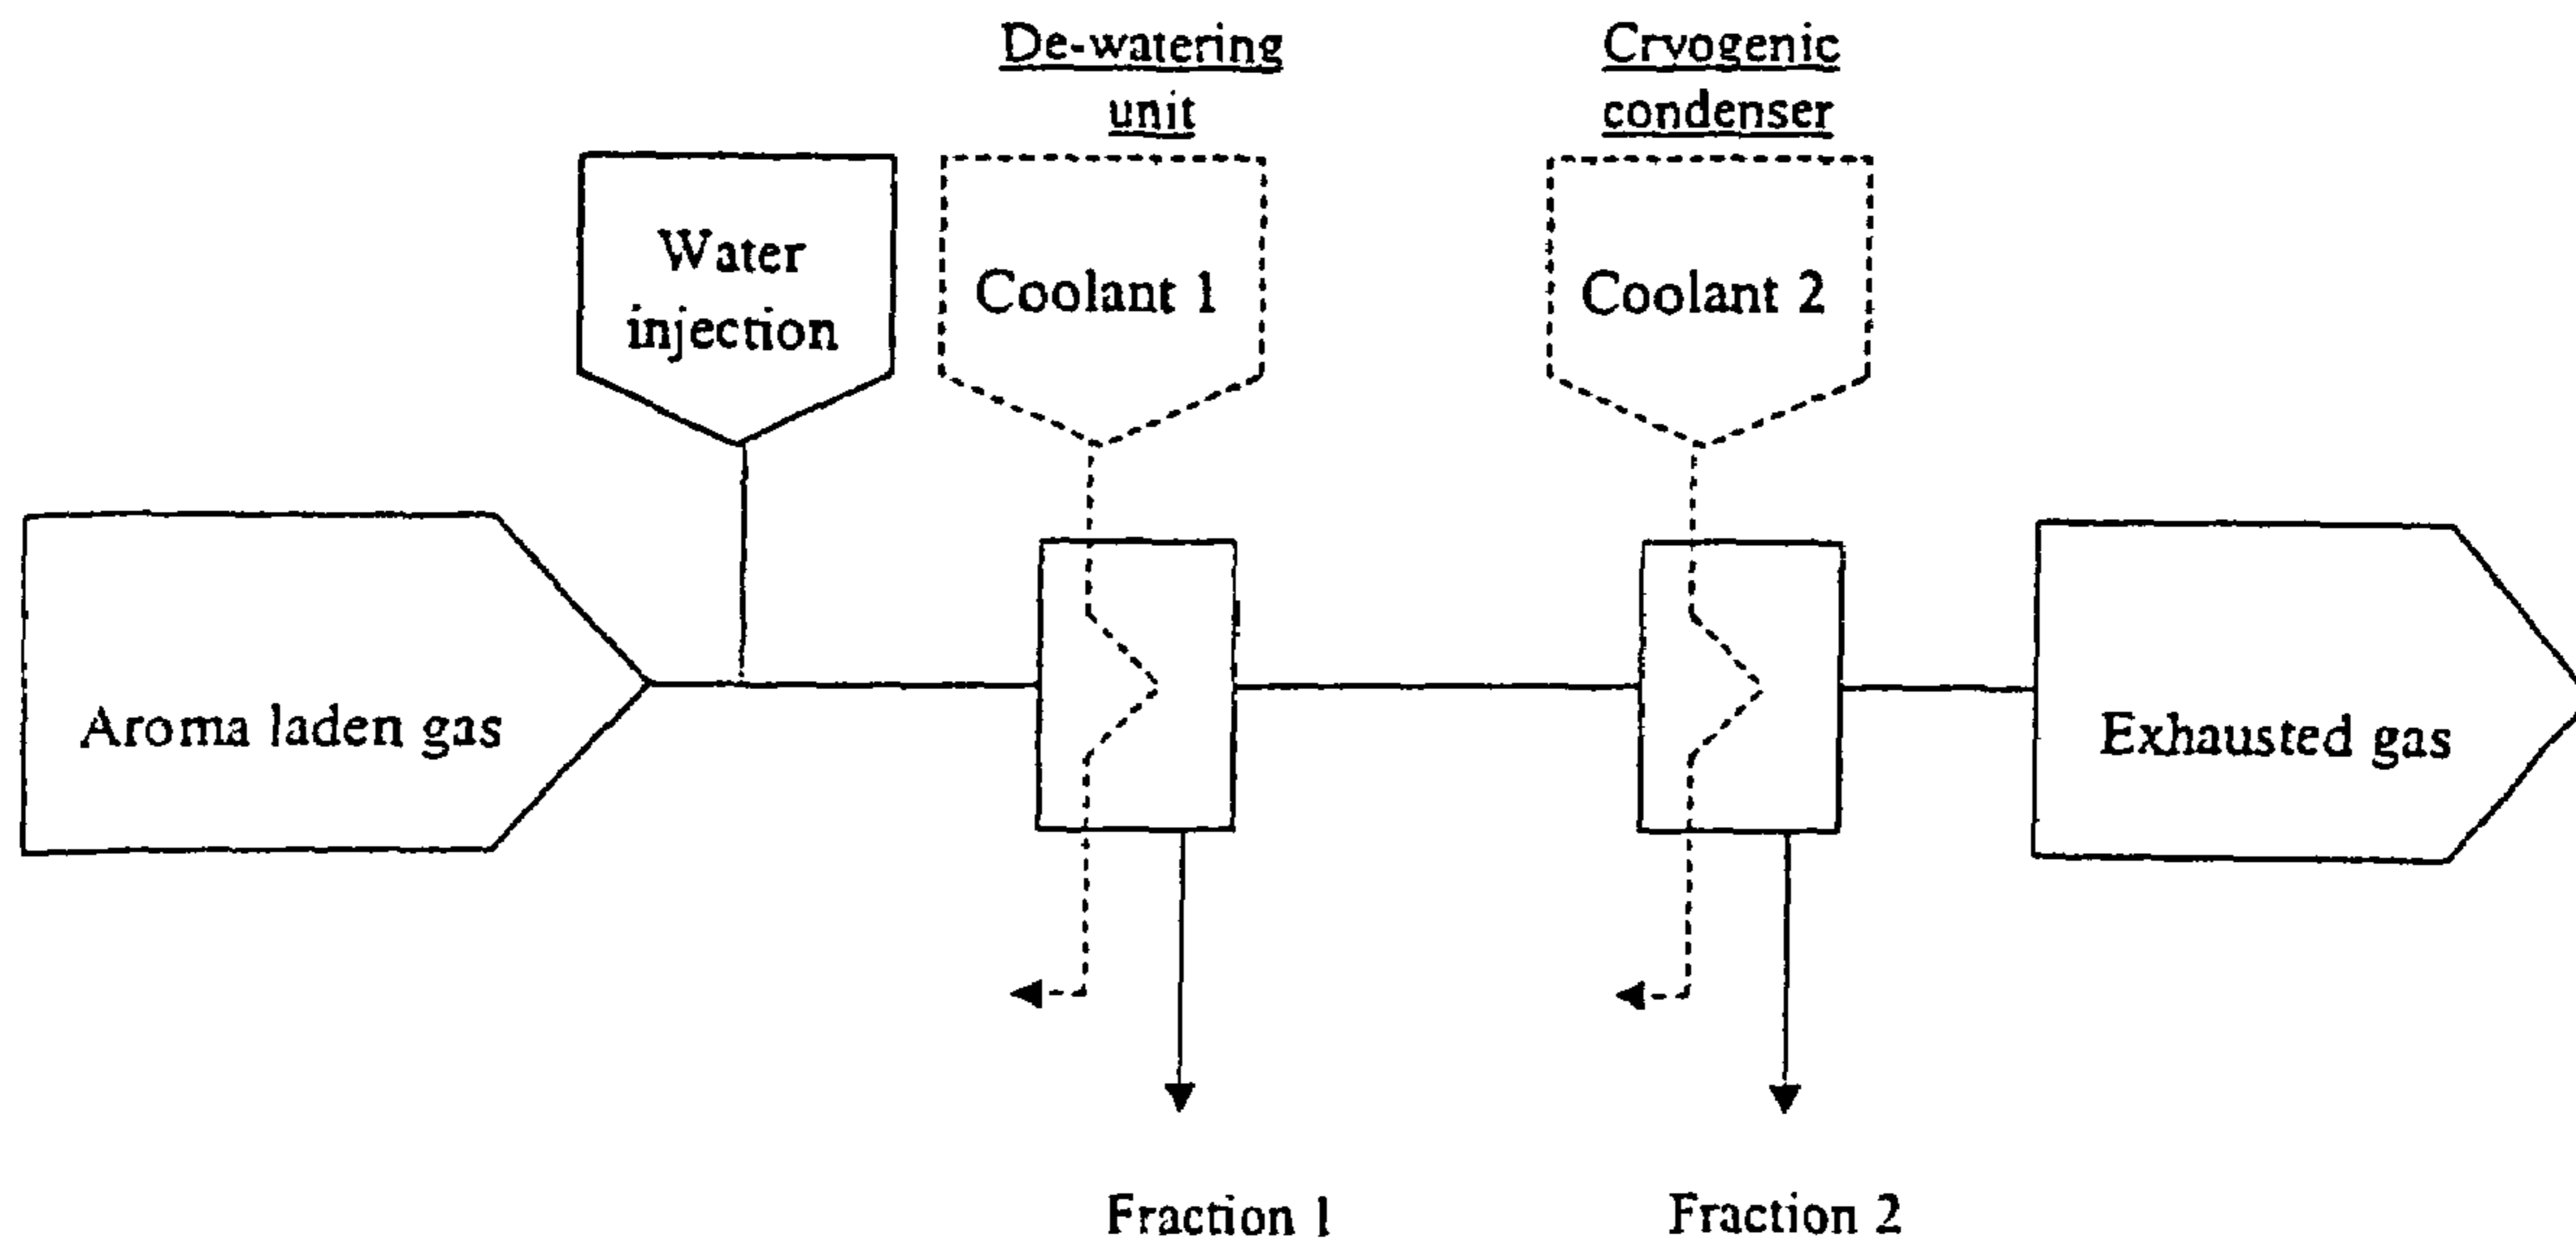 De-watering
unit
Cryogenic
condenser
Water
injection
Coolant 1
Coolant 2
Aroma laden gas
Exhausted gas
Fraction 1
Fraction 2